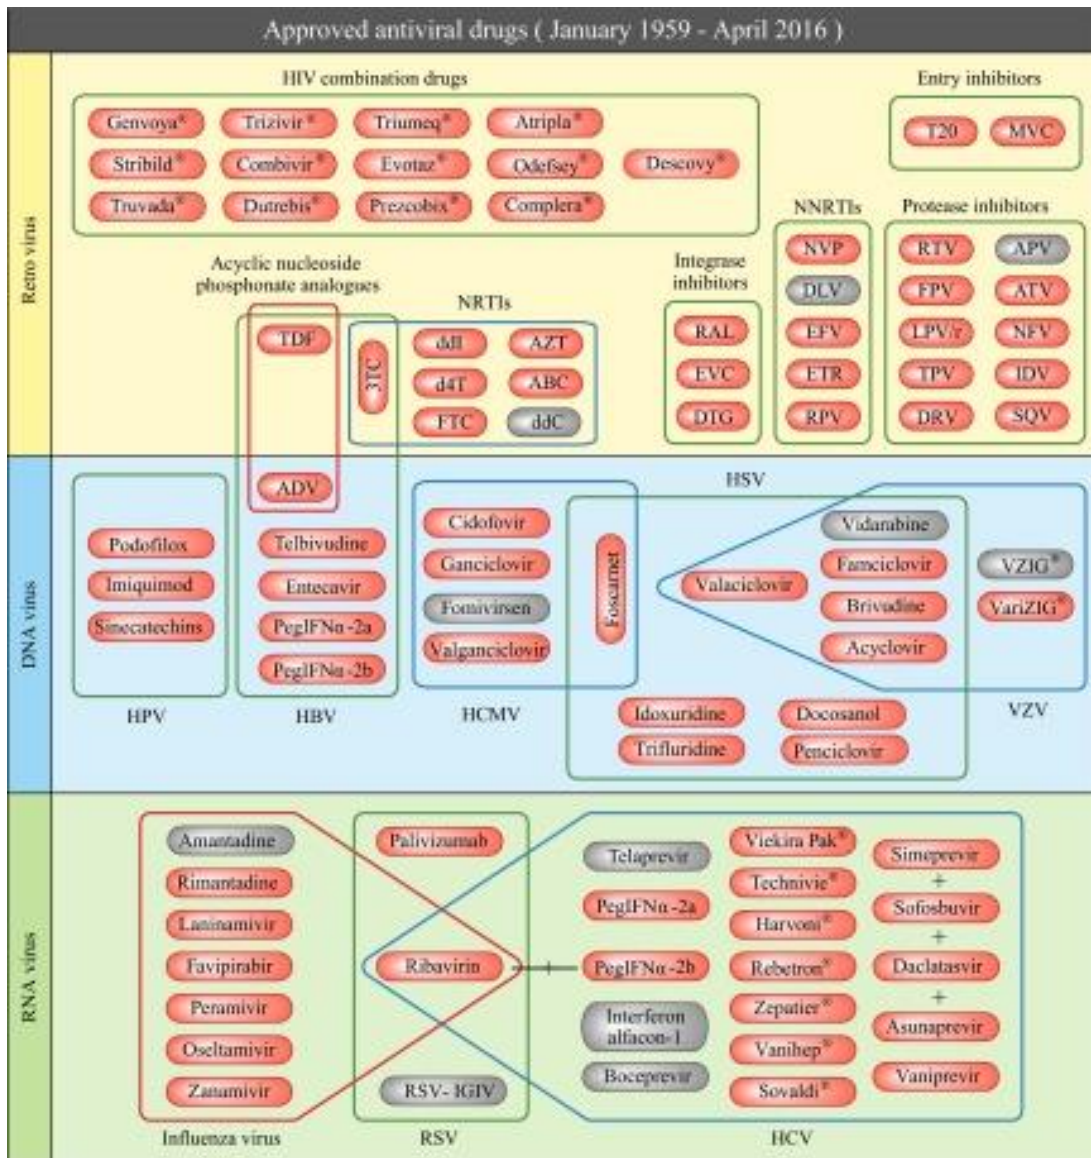 Approved antiviral drugs ( January 1959 - April 2016 )
Retro virus
HIV combination drugs
Genvoya® Trizivir® Triumeq® Atripla®
Stribild® Combivir® Evotaz® Odefsey® Descovy®
Truvada® Dutrebis® Prezcobix® Complera®
Entry inhibitors
T20 MVC
Acyclic nucleoside
phosphonate analogues
TDF
ADV
NRTIs
3TC
ddI AZT
d4T ABC
FTC ddC
Integrase
inhibitors
RAL
EVC
DTG
NNRTIs
NVP
DLV
EFV
ETR
RPV
Protease inhibitors
RTV APV
FPV ATV
LPV/r NFV
TPV IDV
DRV SQV
DNA virus
Podofilox
Imiquimod
Sinecatechins
HPV
Telbivudine
Entecavir
PegIFNα-2a
PegIFNα-2b
HBV
Cidofovir
Ganciclovir
Fomivirsen
Valganciclovir
HCMV
Foscarnet
HSV
Valaciclovir
Vidarabine
Famciclovir
Brivudine
Acyclovir
Idoxuridine Docosanol
Trifluridine Penciclovir
VZIG®
VariZIG®
VZV
RNA virus
Amantadine
Rimantadine
Laninamivir
Favipirabir
Peramivir
Oseltamivir
Zanamivir
Influenza virus
Palivizumab
Ribavirin
RSV- IGIV
RSV
+
Telaprevir
PegIFNα-2a
PegIFNα-2b
Interferon
alfacon-1
Boceprevir
Viekira Pak®
Technivie®
Harvoni®
Rebetron®
Zepatier®
Vanihep®
Sovaldi®
Simeprevir
+
Sofosbuvir
+
Daclatasvir
+
Asunaprevir
Vaniprevir
HCV